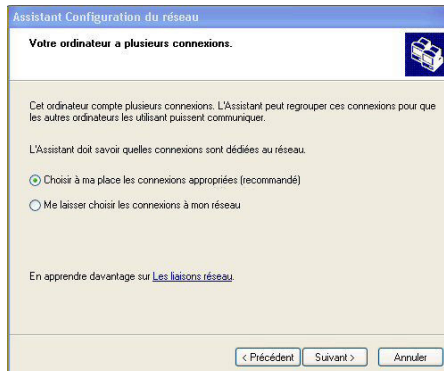 Assistant Configuration du réseau
Votre ordinateur a plusieurs connexions.
Cet ordinateur compte plusieurs connexions. L'Assistant peut regrouper ces connexions pour que
les autres ordinateurs les utilisant puissent communiquer.
L'Assistant doit savoir quelles connexions sont dédiées au réseau.
Choisir à ma place les connexions appropriées (recommandé)
Me laisser choisir les connexions à mon réseau
En apprendre davantage sur Les liaisons réseau.
< Précédent Suivant > Annuler